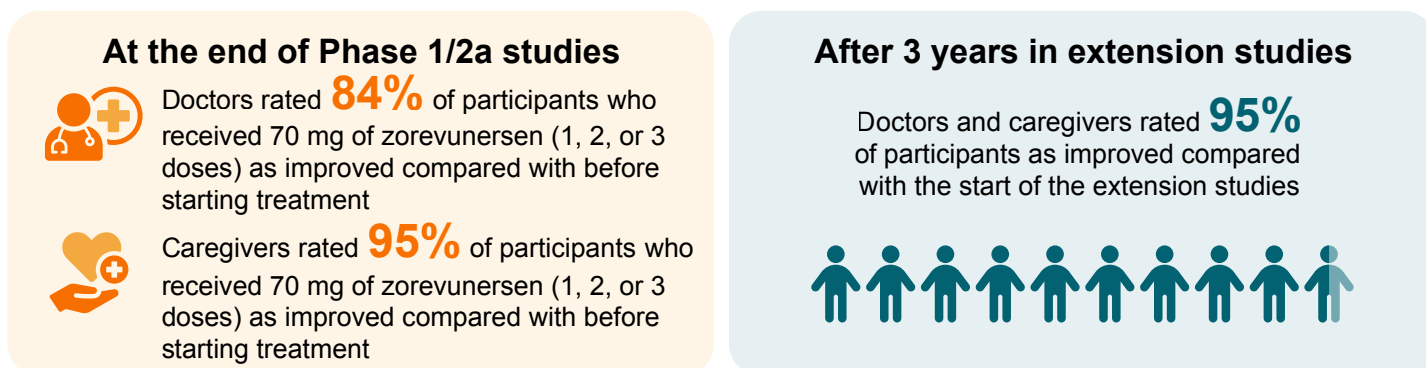 At the end of Phase 1/2a studies
Doctors rated 84% of participants who
received 70 mg of zorevunersen (1, 2, or 3
doses) as improved compared with before
starting treatment
Caregivers rated 95% of participants who
received 70 mg of zorevunersen (1, 2, or 3
doses) as improved compared with before
starting treatment
After 3 years in extension studies
Doctors and caregivers rated 95%
of participants as improved compared
with the start of the extension studies